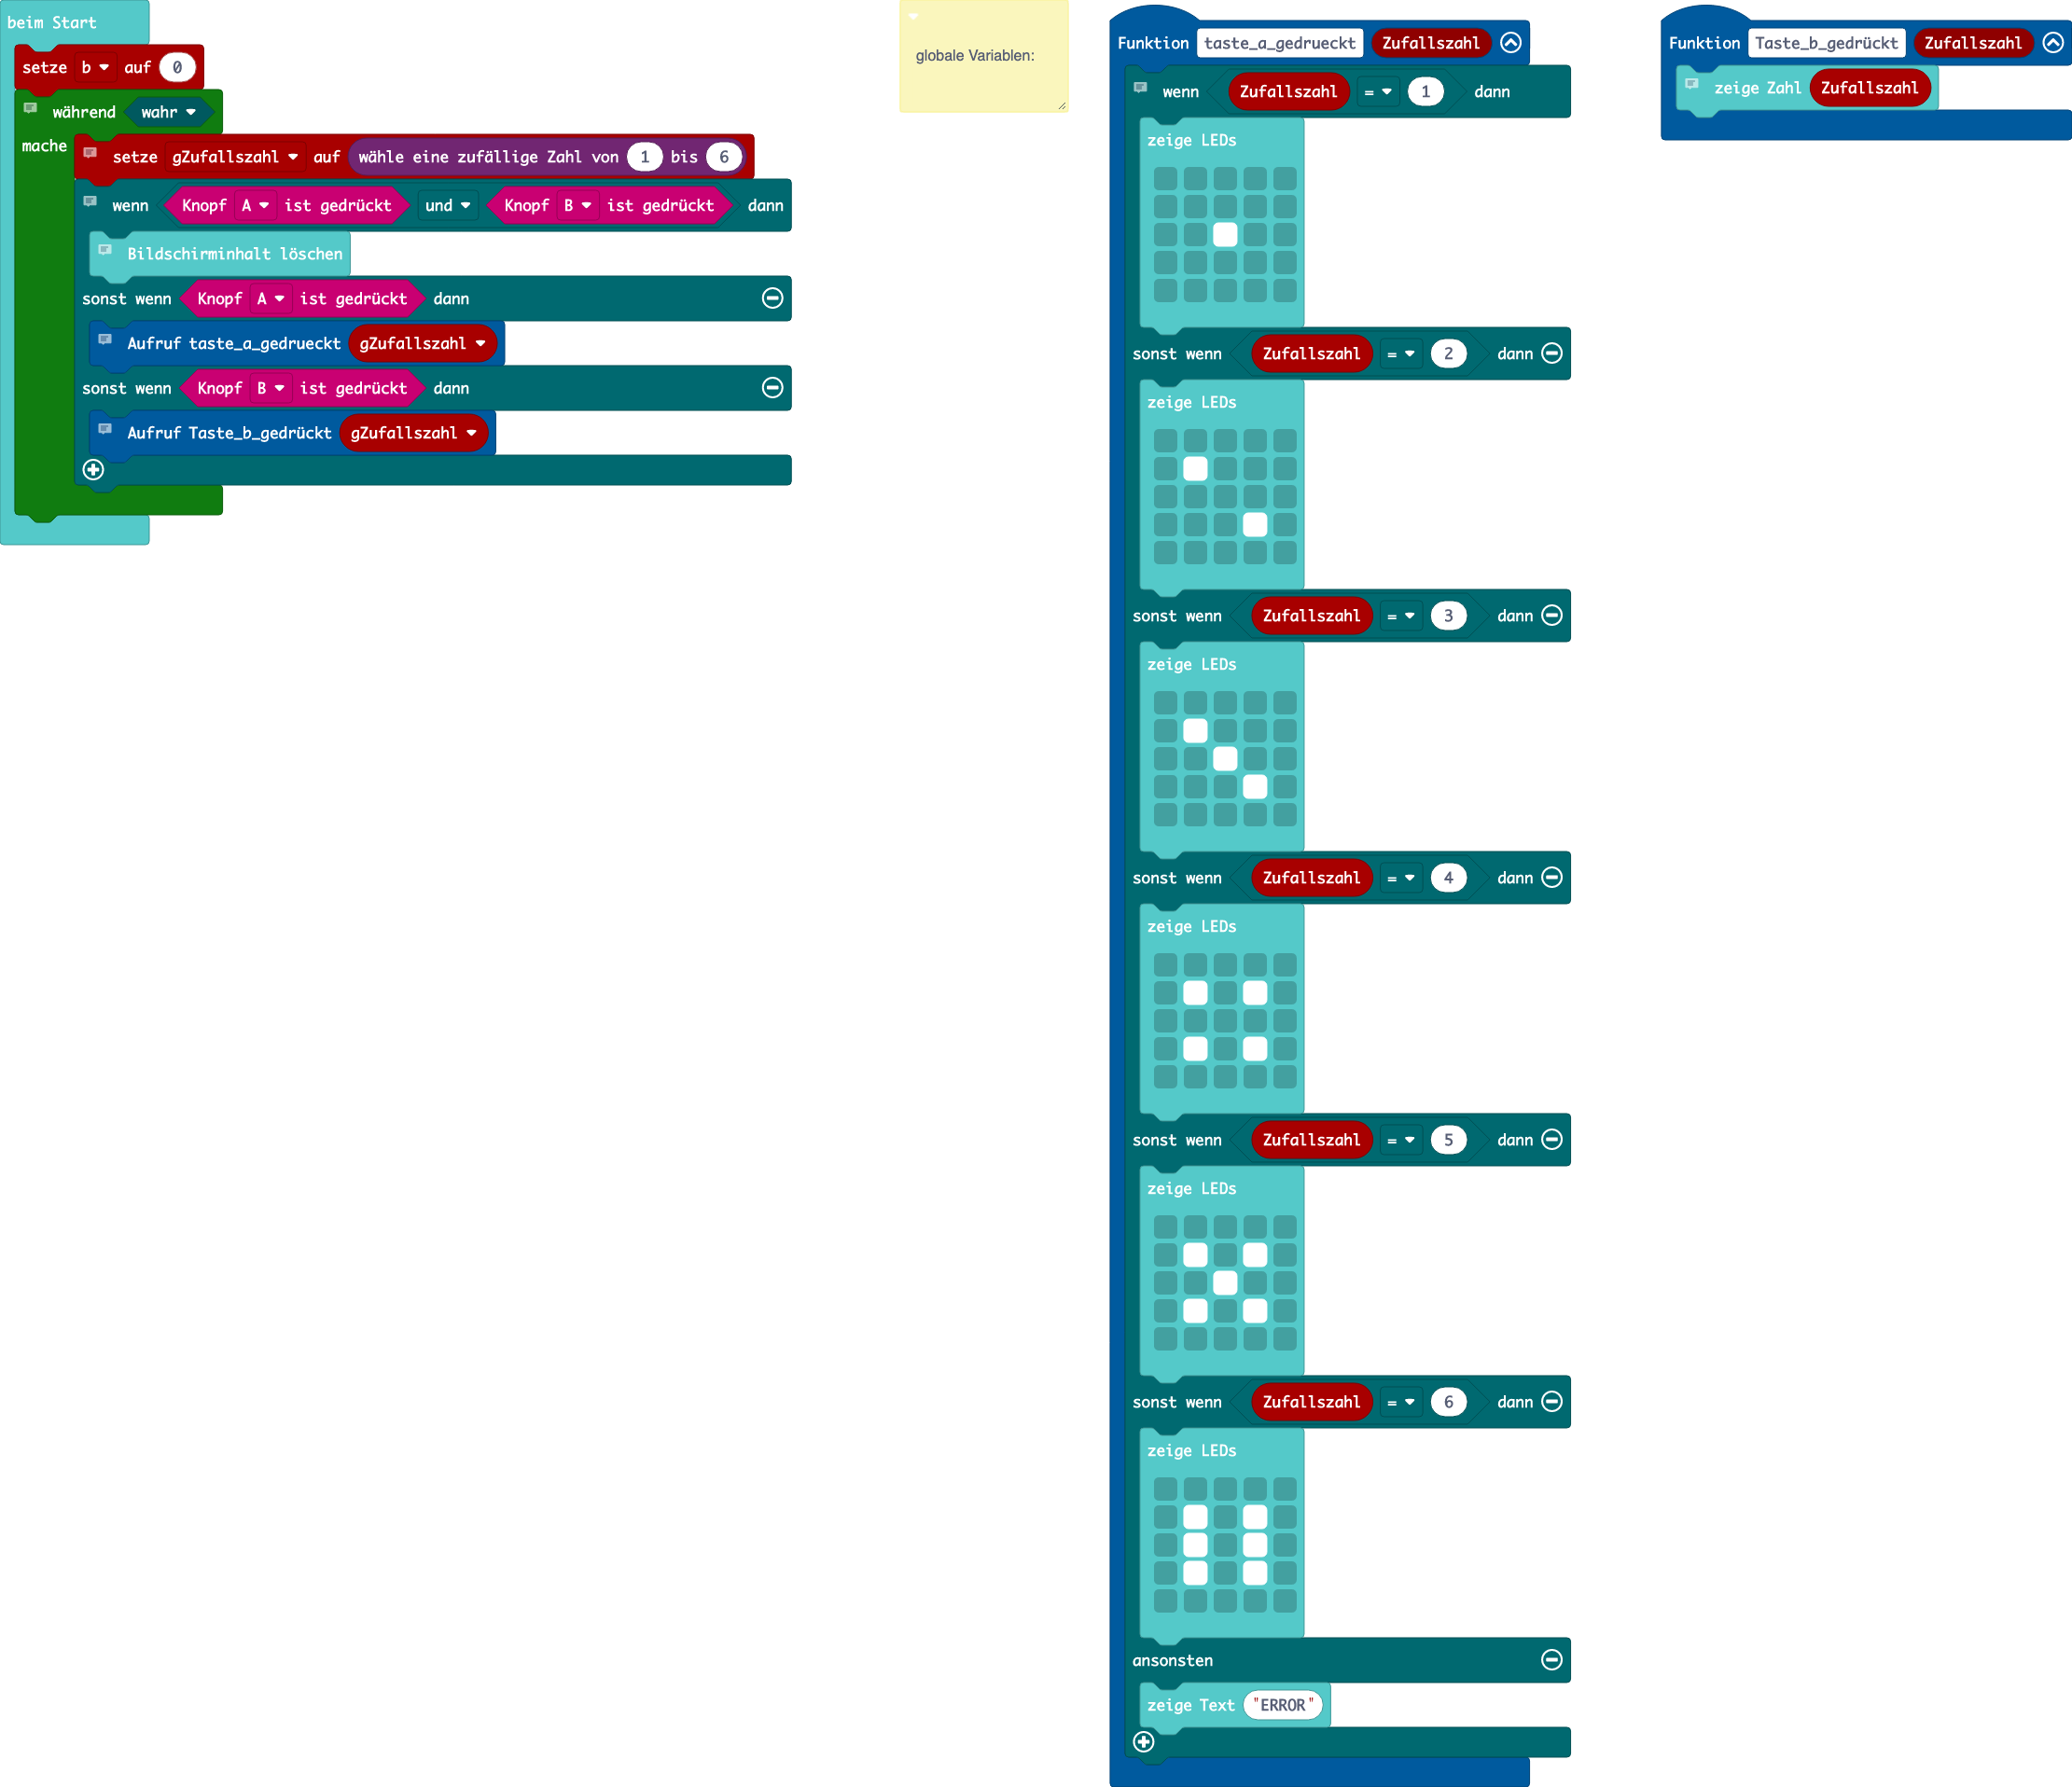 beim Start
setze b auf 0
während wahr
mache
setze gZufallszahl auf wähle eine zufällige Zahl von 1 bis 6
wenn Knopf A ist gedrückt und Knopf B ist gedrückt dann
Bildschirminhalt löschen
sonst wenn Knopf A ist gedrückt dann
Aufruf taste_a_gedrueckt gZufallszahl
sonst wenn Knopf B ist gedrückt dann
Aufruf Taste_b_gedrückt gZufallszahl
globale Variablen:
Funktion taste_a_gedrueckt Zufallszahl
wenn Zufallszahl = 1 dann
zeige LEDs
sonst wenn Zufallszahl = 2 dann
zeige LEDs
sonst wenn Zufallszahl = 3 dann
zeige LEDs
sonst wenn Zufallszahl = 4 dann
zeige LEDs
sonst wenn Zufallszahl = 5 dann
zeige LEDs
sonst wenn Zufallszahl = 6 dann
zeige LEDs
ansonsten
zeige Text "ERROR"
Funktion Taste_b_gedrückt Zufallszahl
zeige Zahl Zufallszahl